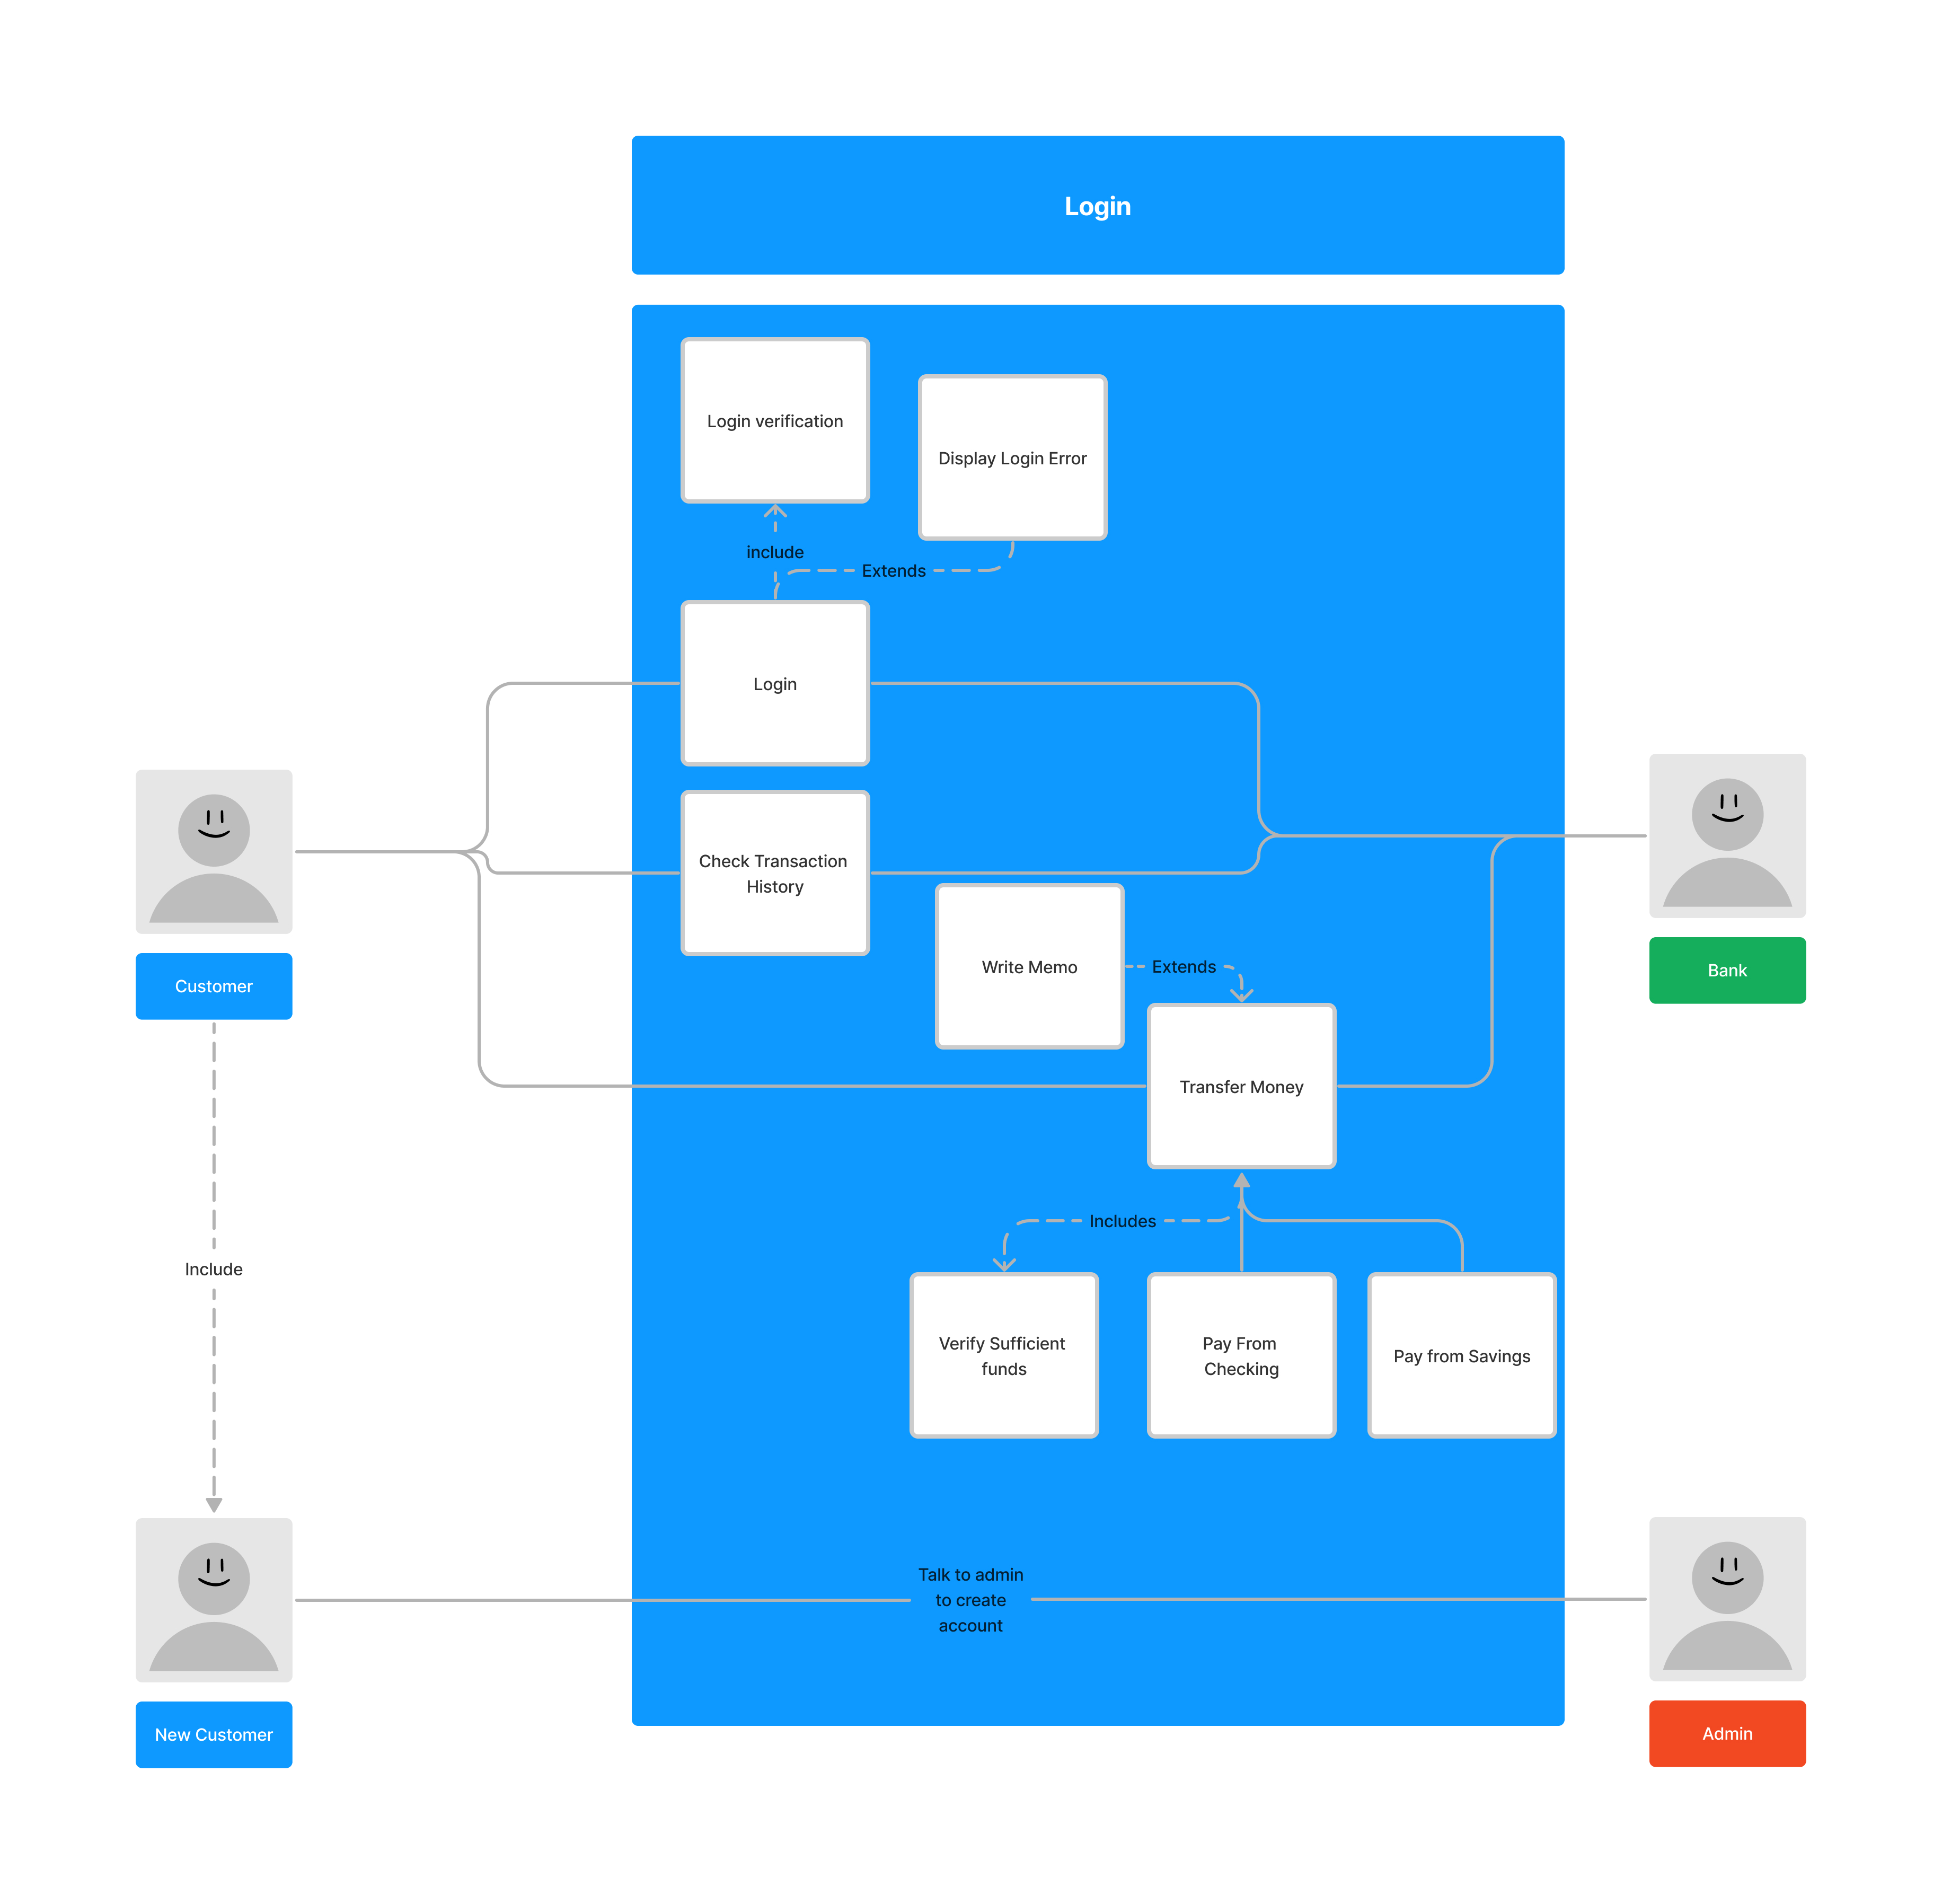 Login
Login verification
Display Login Error
include
Extends
Login
Check Transaction
History
Write Memo
Extends
Customer
Bank
Transfer Money
Includes
Include
Verify Sufficient
funds
Pay From
Checking
Pay from Savings
Talk to admin
to create
account
New Customer
Admin